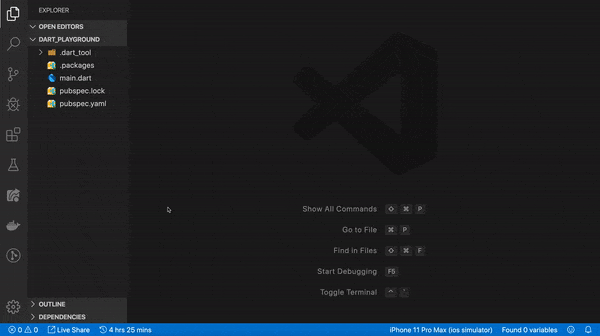 EXPLORER
OPEN EDITORS
DART_PLAYGROUND
.dart_tool
.packages
main.dart
pubspec.lock
pubspec.yaml
Show All Commands ⇧ ⌘ P
Go to File ⌘ P
Find in Files ⇧ ⌘ F
Start Debugging F5
Toggle Terminal ⌃ `
OUTLINE
DEPENDENCIES
0 0 Live Share 4 hrs 25 mins iPhone 11 Pro Max (ios simulator) Found 0 variables